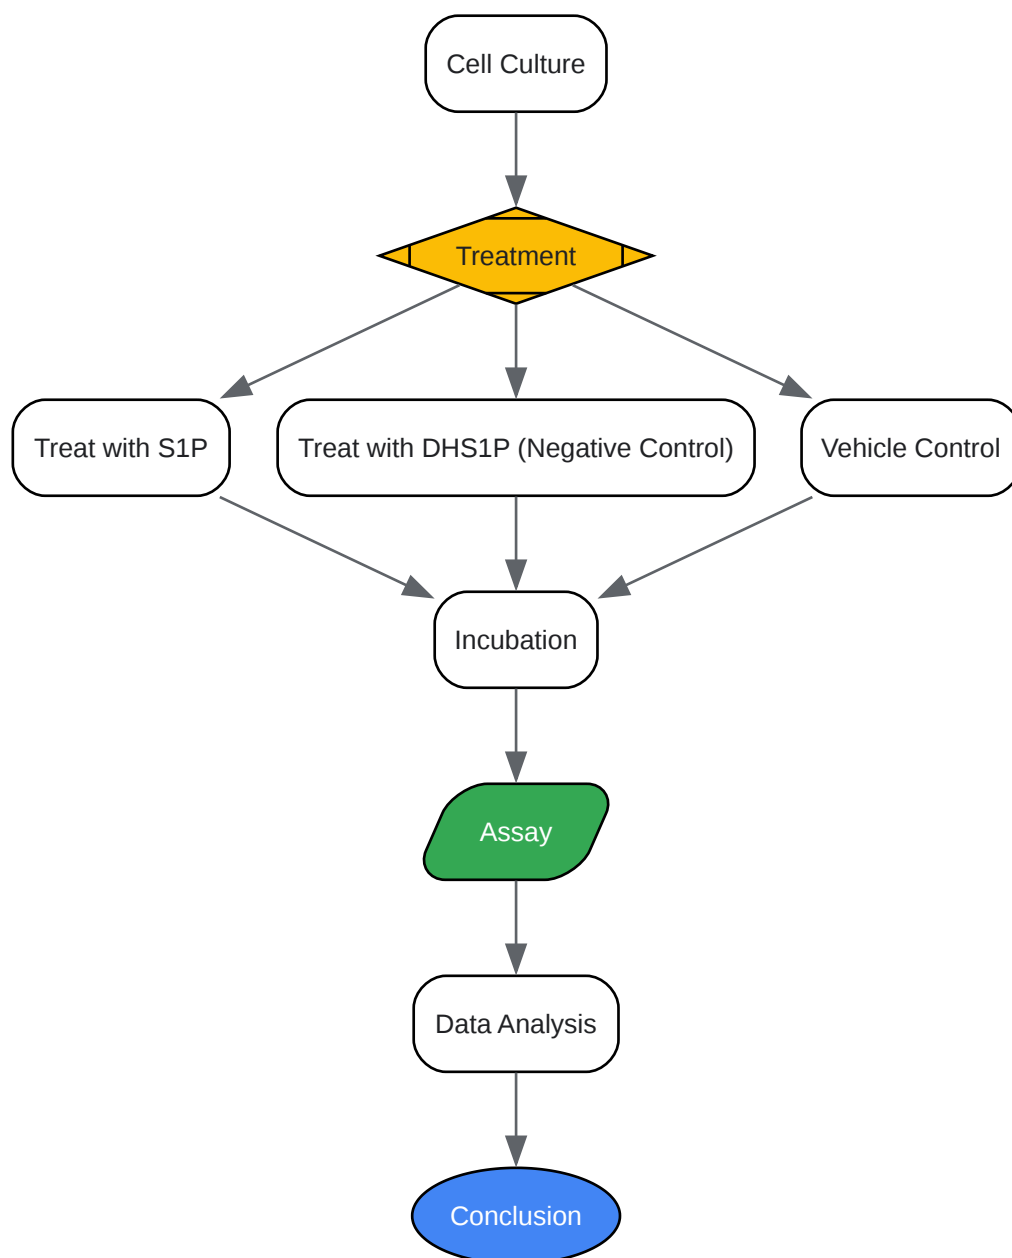 Cell Culture
Treatment
Treat with S1P
Treat with DHS1P (Negative Control)
Vehicle Control
Incubation
Assay
Data Analysis
Conclusion